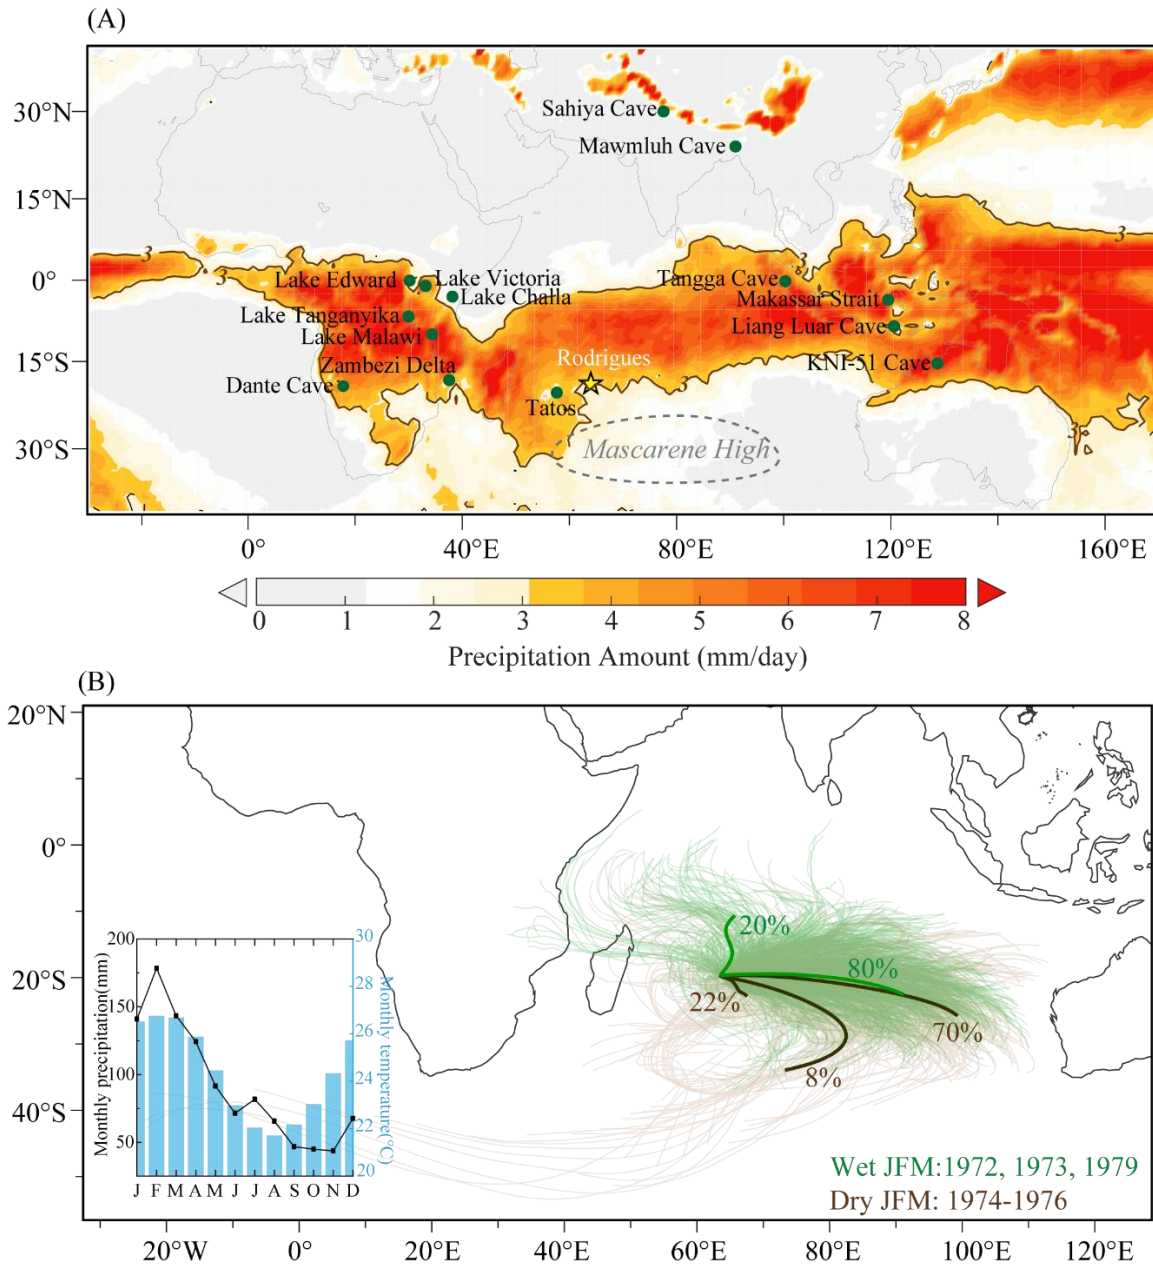 (A)
30°N
15°N
0°
15°S
30°S
Sahiya Cave
Mawmluh Cave
3
3
3
3
3
3
Lake Edward
Lake Victoria
Lake Challa
Tangga Cave
Makassar Strait
Lake Tanganyika
Liang Luar Cave
Lake Malawi
Rodrigues
KNI-51 Cave
Zambezi Delta
Dante Cave
Tatos
Mascarene High
0°
40°E
80°E
120°E
160°E
0
1
2
3
4
5
6
7
8
Precipitation Amount (mm/day)
(B)
20°N
0°
20°S
40°S
20%
80%
22%
70%
8%
200
150
100
50
Monthly precipitation(mm)
30
28
26
24
22
20
Monthly temperature(°C)
J F M A M J J A S O N D
Wet JFM:1972, 1973, 1979
Dry JFM: 1974-1976
20°W
0°
20°E
40°E
60°E
80°E
100°E
120°E